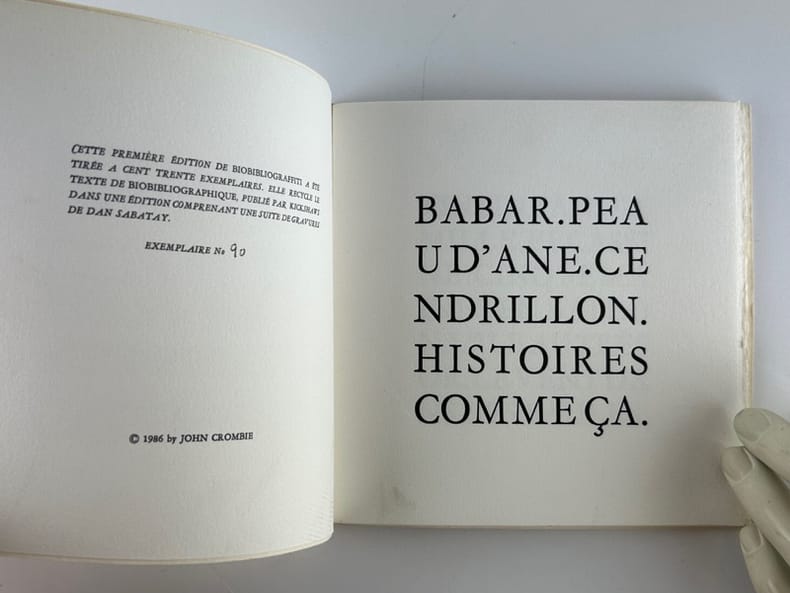 CETTE PREMIÈRE ÉDITION DE BIOBIBLIOGRAFFITI A ÉTÉ
TIRÉE A CENT TRENTE EXEMPLAIRES. ELLE RECYCLE LE
TEXTE DE BIOBIBLIOGRAPHIQUE, PUBLIÉ PAR KICKSHAWS
DANS UNE ÉDITION COMPRENANT UNE SUITE DE GRAVURES
DE DAN SABATAY.
EXEMPLAIRE No 90
© 1986 by JOHN CROMBIE
BABAR.PEA
U D'ANE.CE
NDRILLON.
HISTOIRES
COMME ÇA.